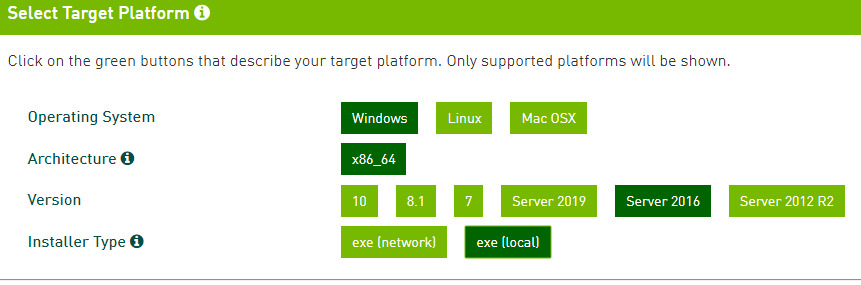 Select Target Platform
Click on the green buttons that describe your target platform. Only supported platforms will be shown.
Operating System Windows Linux Mac OSX
Architecture x86_64
Version 10 8.1 7 Server 2019 Server 2016 Server 2012 R2
Installer Type exe (network) exe (local)